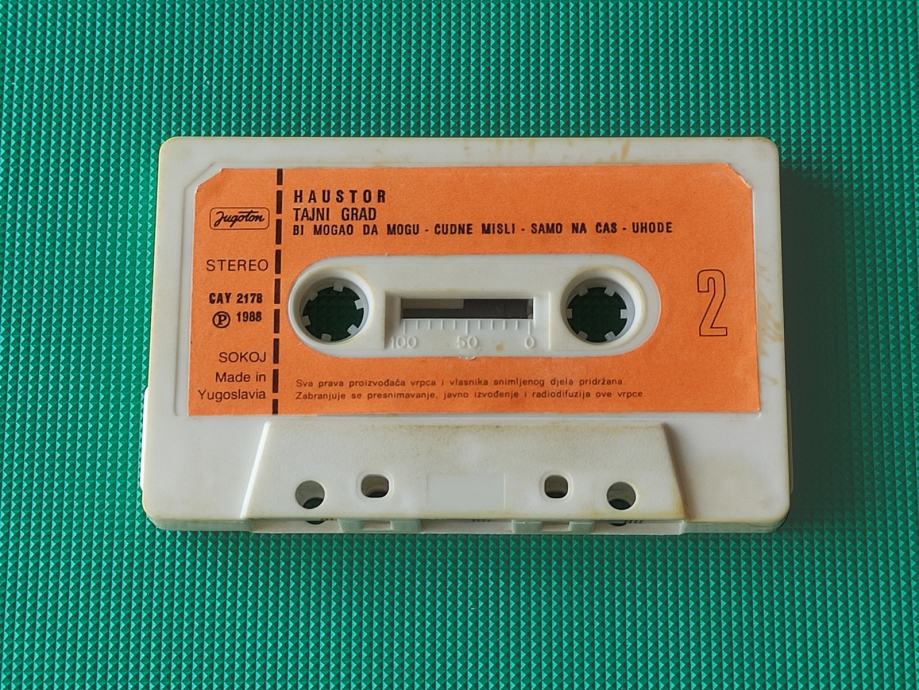 Jugoton
STEREO
CAY 2178
Ⓟ 1988
SOKOJ
Made in
Yugoslavia
HAUSTOR
TAJNI GRAD
BI MOGAO DA MOGU - CUDNE MISLI - SAMO NA CAS - UHODE
2
100 50 0
Sva prava proizvođača vrpca i vlasnika snimljenog djela pridržana.
Zabranjuje se presnimavanje, javno izvođenje i radiodifuzija ove vrpce.